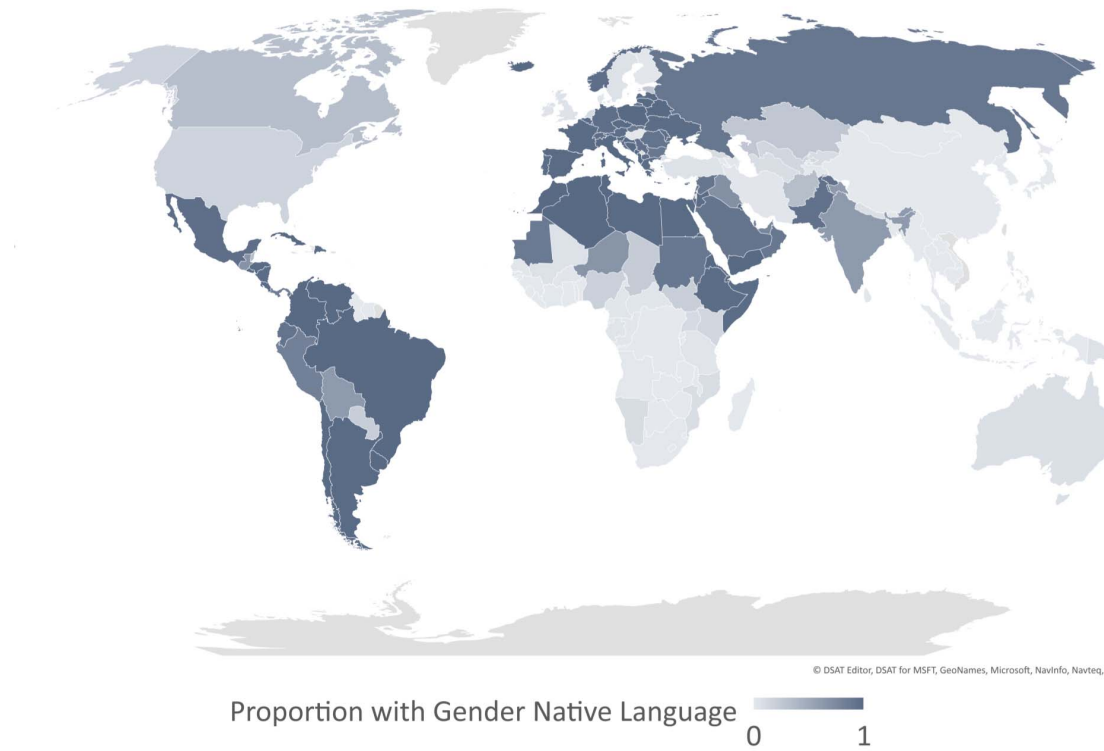 © DSAT Editor, DSAT for MSFT, GeoNames, Microsoft, NavInfo, Navteq,
Proportion with Gender Native Language
0 1